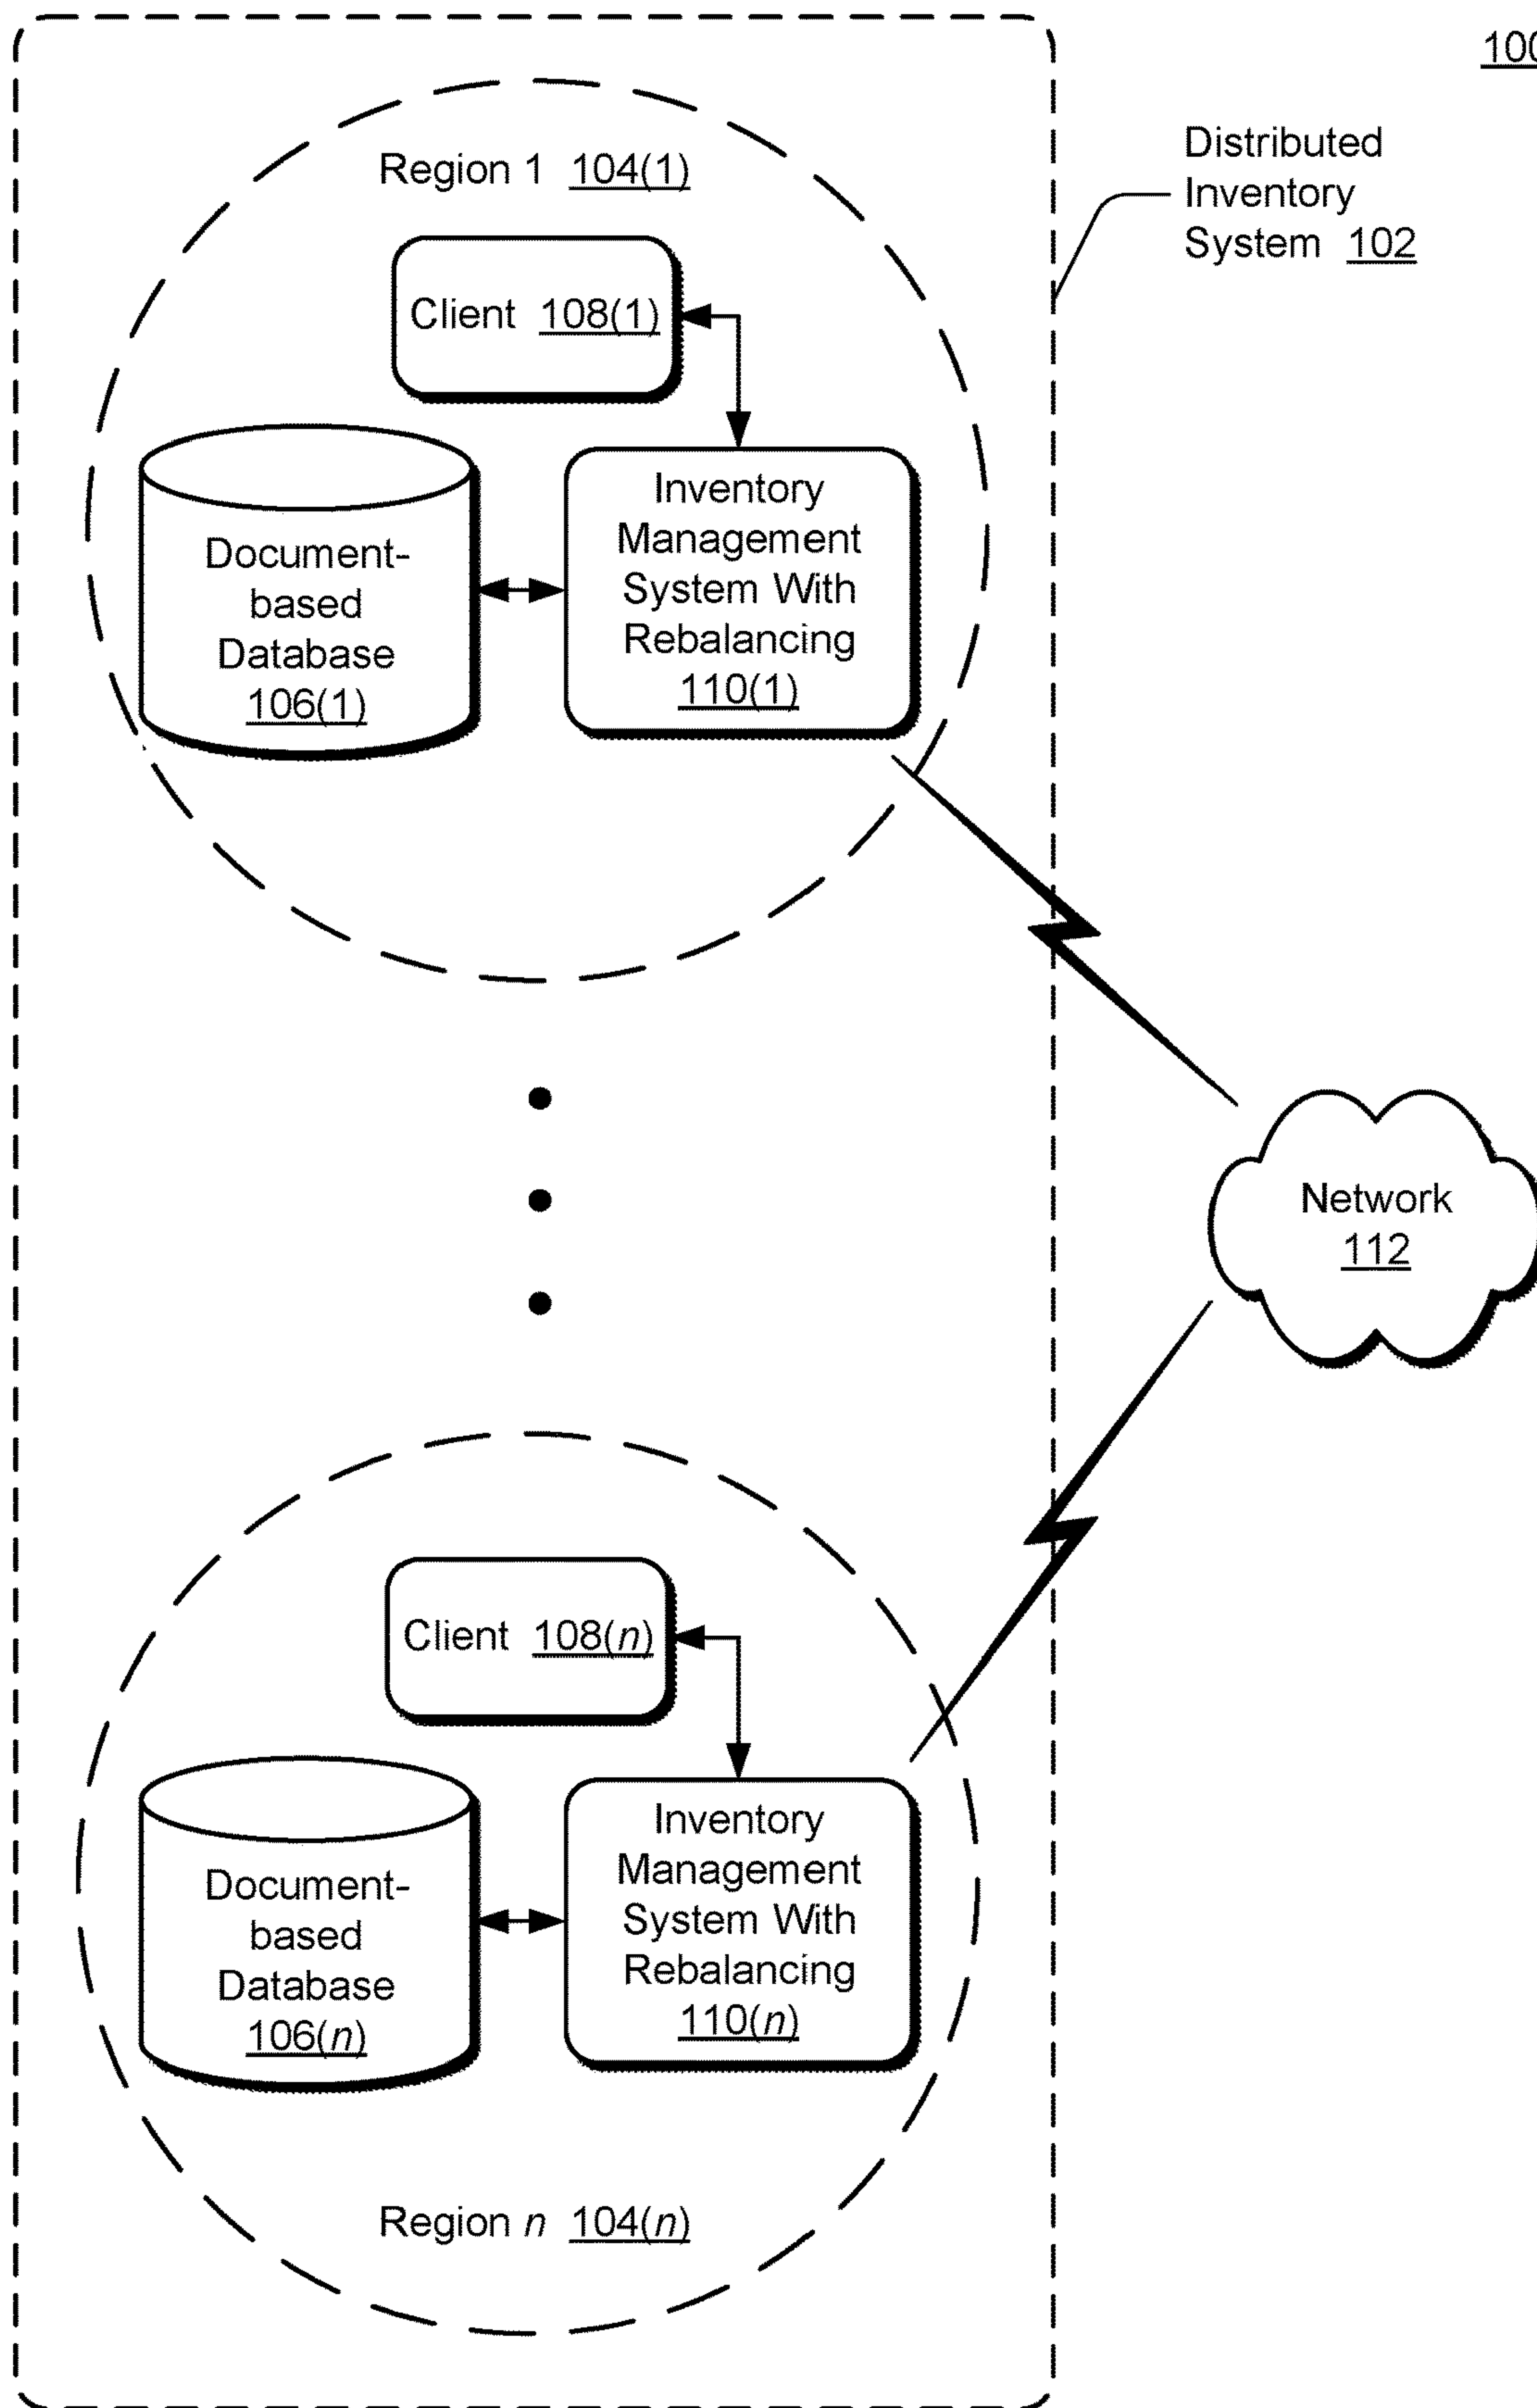 100
Distributed
Inventory
System 102
Region 1 104(1)
Client 108(1)
Document-
based
Database
106(1)
Inventory
Management
System With
Rebalancing
110(1)
Network
112
Client 108(n)
Document-
based
Database
106(n)
Inventory
Management
System With
Rebalancing
110(n)
Region n 104(n)